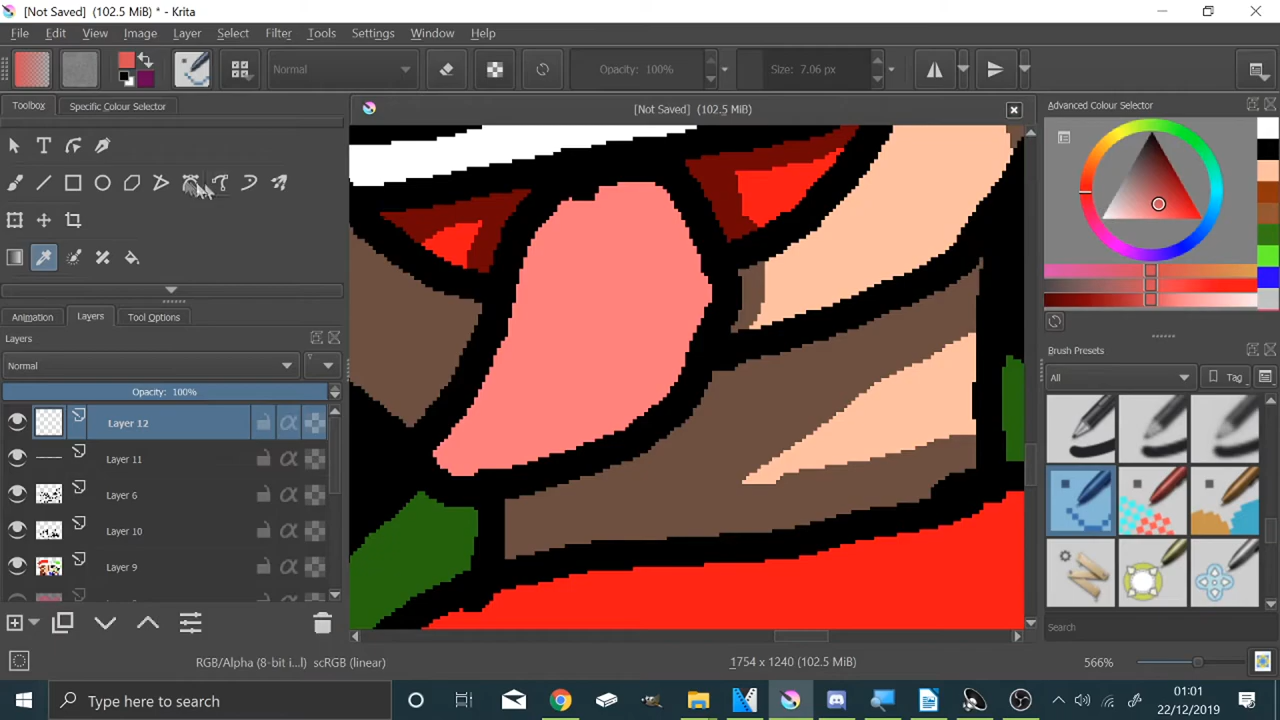 [Not Saved] (102.5 MiB) * - Krita
File Edit View Image Layer Select Filter Tools Settings Window Help
Normal
Opacity: 100%
Size: 7.06 px
Toolbox
Specific Colour Selector
[Not Saved] (102.5 MiB)
Advanced Colour Selector
T
Animation
Layers
Tool Options
Layers
Normal
Opacity: 100%
Layer 12
Layer 11
Layer 6
Layer 10
Layer 9
Brush Presets
All
Tag
Search
RGB/Alpha (8-bit i...l) scRGB (linear)
1754 x 1240 (102.5 MiB)
566%
Type here to search
01:01
22/12/2019